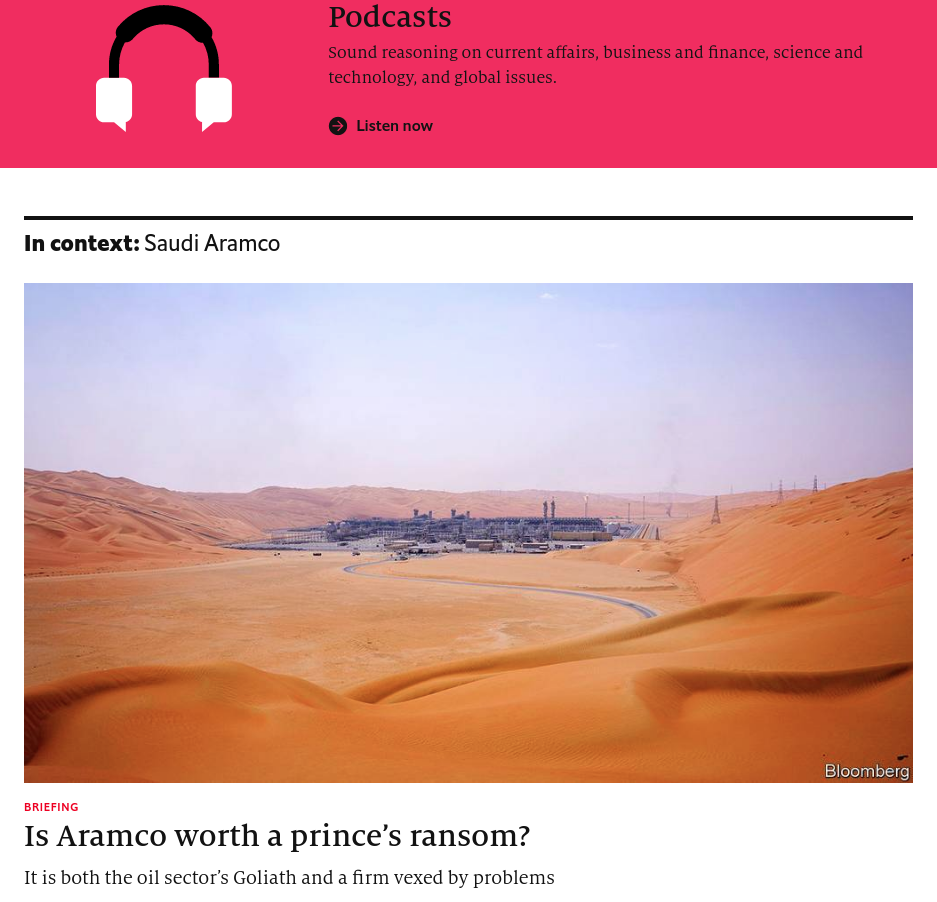 Podcasts
Sound reasoning on current affairs, business and finance, science and
technology, and global issues.
Listen now
In context: Saudi Aramco
Bloomberg
BRIEFING
Is Aramco worth a prince’s ransom?
It is both the oil sector’s Goliath and a firm vexed by problems